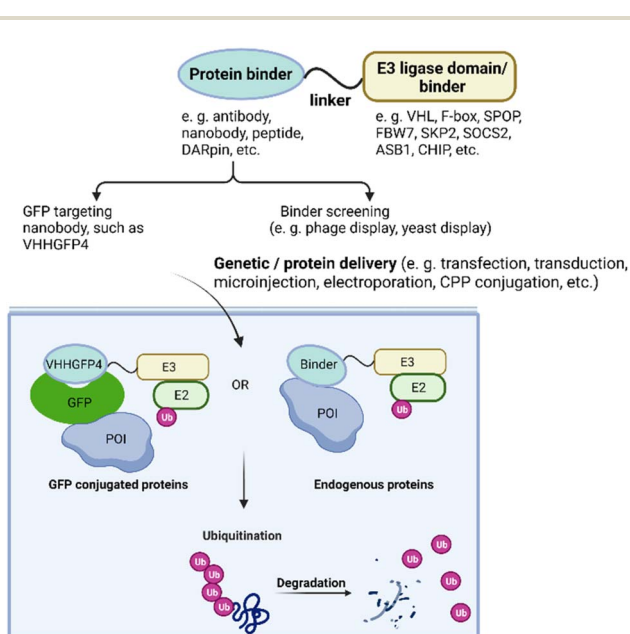 Protein binder
E3 ligase domain/
binder
linker
e. g. antibody,
nanobody, peptide,
DARpin, etc.
e. g. VHL, F-box, SPOP,
FBW7, SKP2, SOCS2,
ASB1, CHIP, etc.
GFP targeting
nanobody, such as
VHHGFP4
Binder screening
(e. g. phage display, yeast display)
Genetic / protein delivery (e. g. transfection, transduction,
microinjection, electroporation, CPP conjugation, etc.)
VHHGFP4
E3
E2
Ub
GFP
POI
GFP conjugated proteins
OR
Binder
E3
E2
Ub
POI
Endogenous proteins
Ubiquitination
Ub
Ub
Ub
Ub
Degradation
Ub
Ub
Ub
Ub